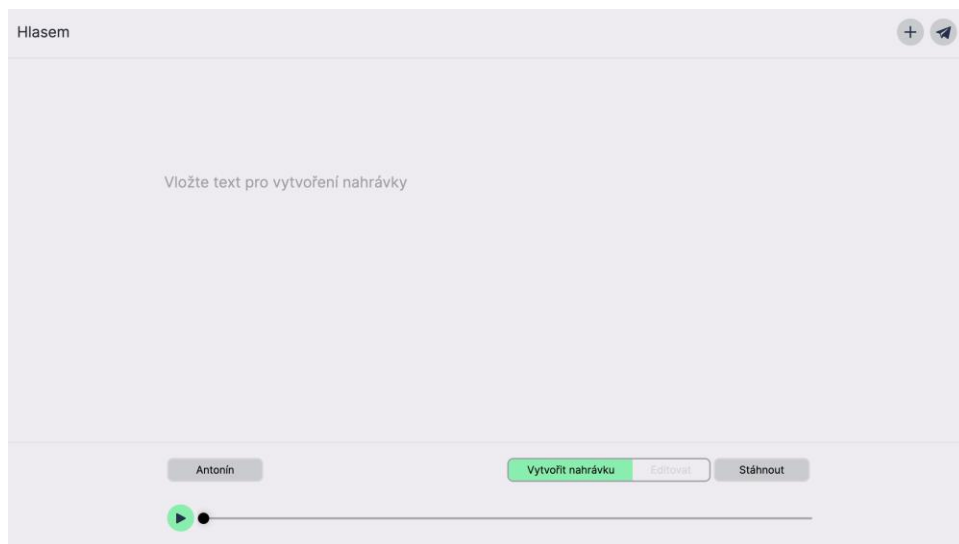 Hlasem
Vložte text pro vytvoření nahrávky
Antonín
Vytvořit nahrávku
Editovat
Stáhnout